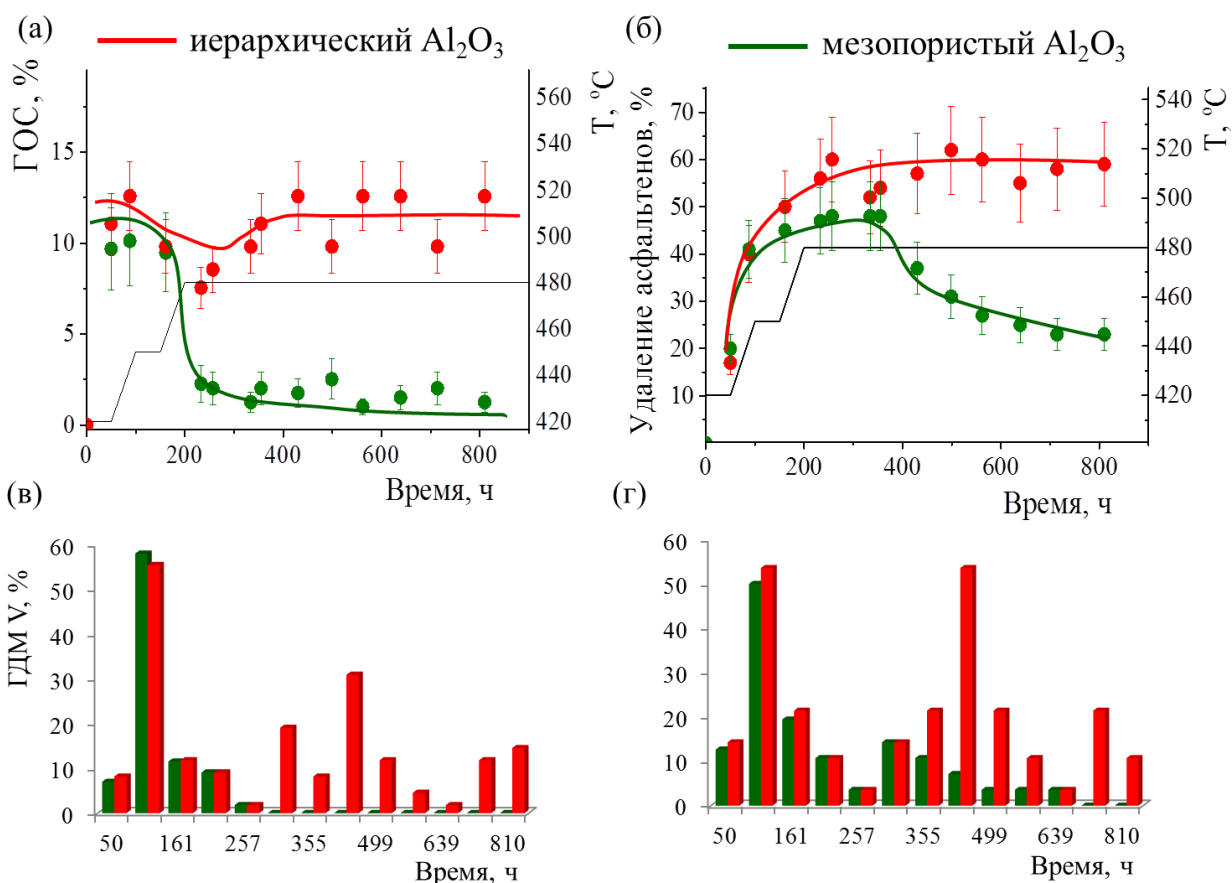 (а)
иерархический Al₂O₃
(б)
мезопористый Al₂O₃
ГОС, %
15
10
5
0
0 200 400 600 800
Время, ч
560
540
520
500
480
460
440
420
T, ºC
Удаление асфальтенов, %
70
60
50
40
30
20
10
0 200 400 600 800
Время, ч
540
520
500
480
460
440
420
T, ºC
(в)
ГДМ V, %
60
50
40
30
20
10
0
50 161 257 355 499 639 810
Время, ч
(г)
60
50
40
30
20
10
0
50 161 257 355 499 639 810
Время, ч